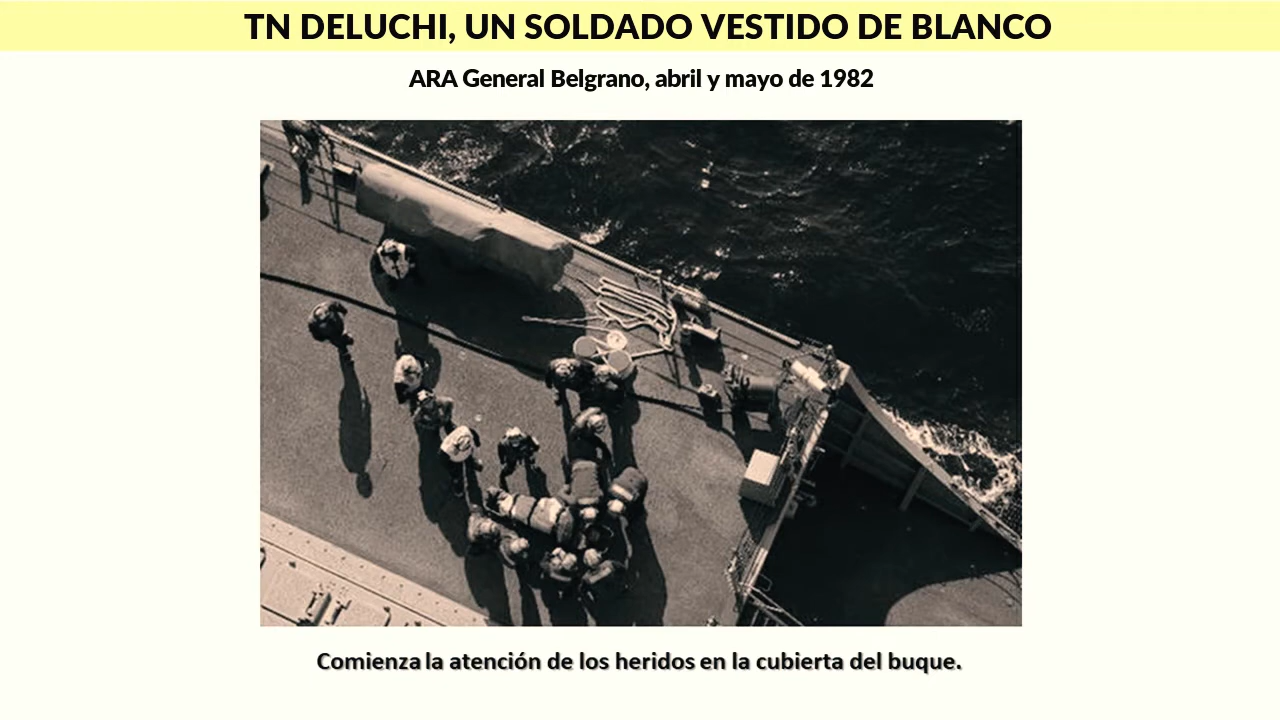 TN DELUCHI, UN SOLDADO VESTIDO DE BLANCO
ARA General Belgrano, abril y mayo de 1982
Comienza la atención de los heridos en la cubierta del buque.